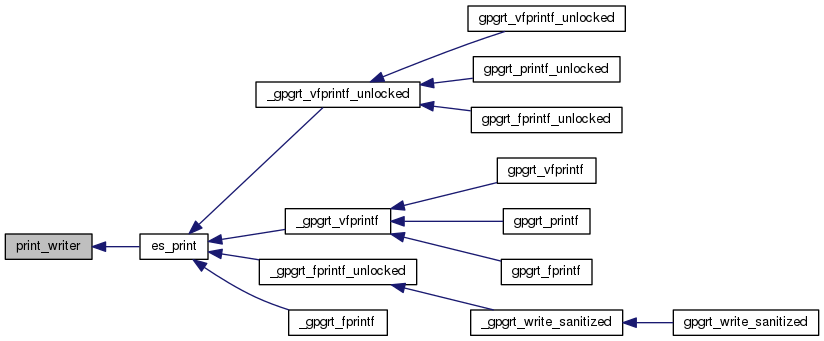 gpgrt_vfprintf_unlocked
gpgrt_printf_unlocked
_gpgrt_vfprintf_unlocked
gpgrt_fprintf_unlocked
gpgrt_vfprintf
_gpgrt_vfprintf
gpgrt_printf
print_writer
es_print
_gpgrt_fprintf_unlocked
gpgrt_fprintf
_gpgrt_fprintf
_gpgrt_write_sanitized
gpgrt_write_sanitized